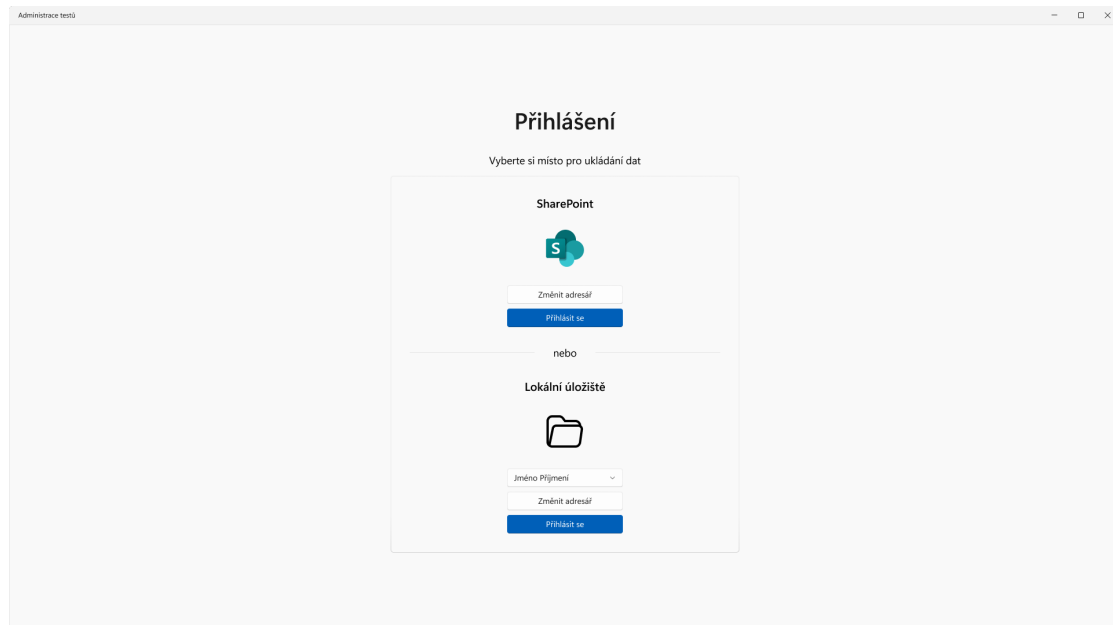 Administrace testů
Přihlášení
Vyberte si místo pro ukládání dat
SharePoint
S
Změnit adresář
Přihlásit se
nebo
Lokální úložiště
Jméno Příjmení
Změnit adresář
Přihlásit se